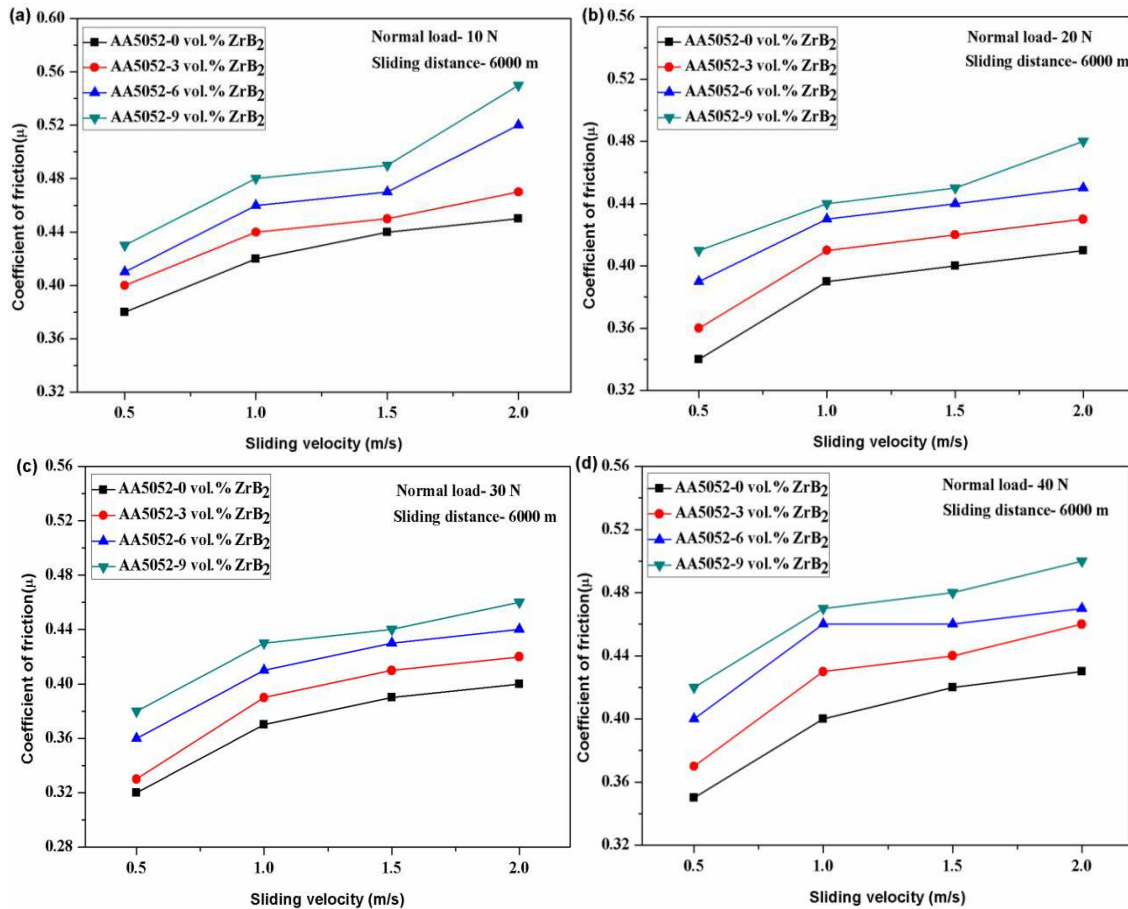 (a)
0.60
0.56
0.52
0.48
0.44
0.40
0.36
0.32
Coefficient of friction(μ)
AA5052-0 vol.% ZrB2
AA5052-3 vol.% ZrB2
AA5052-6 vol.% ZrB2
AA5052-9 vol.% ZrB2
Normal load- 10 N
Sliding distance- 6000 m
0.5 1.0 1.5 2.0
Sliding velocity (m/s)
(b)
0.56
0.52
0.48
0.44
0.40
0.36
0.32
Coefficient of friction(μ)
AA5052-0 vol.% ZrB2
AA5052-3 vol.% ZrB2
AA5052-6 vol.% ZrB2
AA5052-9 vol.% ZrB2
Normal load- 20 N
Sliding distance- 6000 m
0.5 1.0 1.5 2.0
Sliding velocity (m/s)
(c)
0.56
0.52
0.48
0.44
0.40
0.36
0.32
0.28
Coefficient of friction(μ)
AA5052-0 vol.% ZrB2
AA5052-3 vol.% ZrB2
AA5052-6 vol.% ZrB2
AA5052-9 vol.% ZrB2
Normal load- 30 N
Sliding distance- 6000 m
0.5 1.0 1.5 2.0
Sliding velocity (m/s)
(d)
0.56
0.52
0.48
0.44
0.40
0.36
0.32
Coefficient of friction(μ)
AA5052-0 vol.% ZrB2
AA5052-3 vol.% ZrB2
AA5052-6 vol.% ZrB2
AA5052-9 vol.% ZrB2
Normal load- 40 N
Sliding distance- 6000 m
0.5 1.0 1.5 2.0
Sliding velocity (m/s)